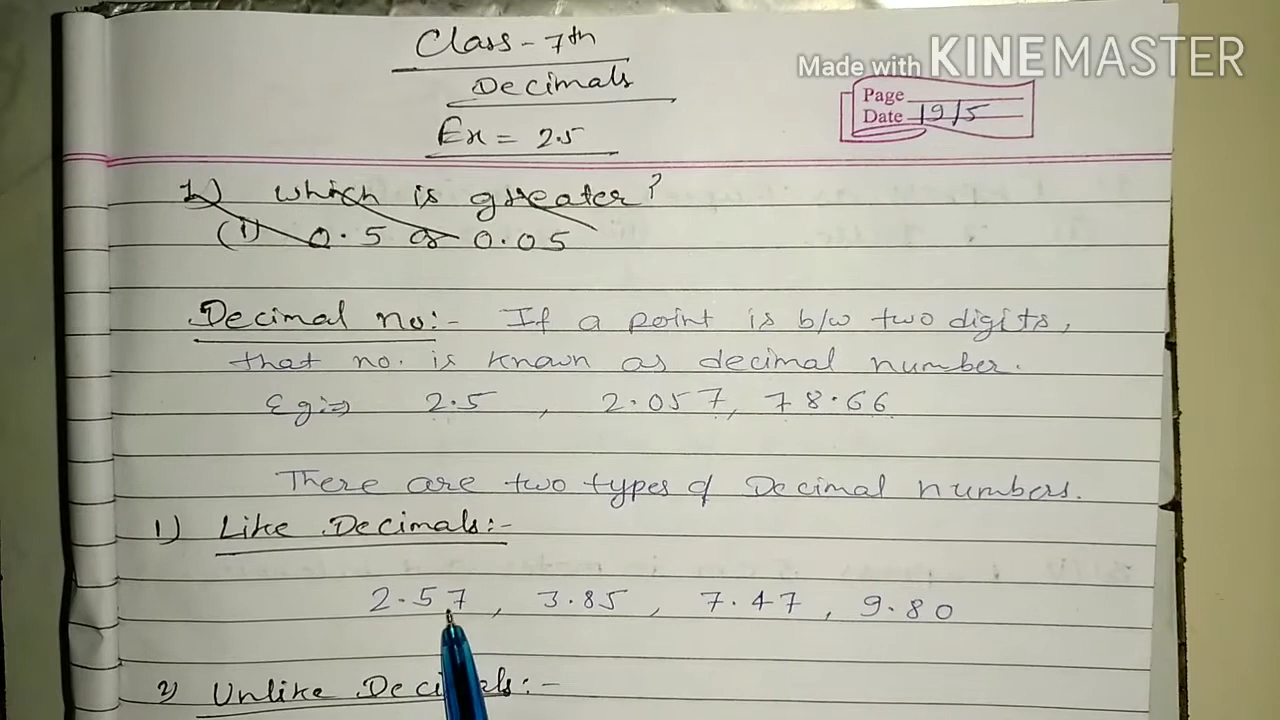 Class - 7th
Made with KINEMASTER
Decimals
Page
Date 19/5
Ex = 2.5
1) which is greater?
(i) 0.5 or 0.05
Decimal no:- If a point is b/w two digits,
that no. is known as decimal number.
Eg:⇒ 2.5 , 2.057, 78.66
There are two types of Decimal numbers.
1) Like Decimals:-
2.57 , 3.85 , 7.47 , 9.80
2) Unlike Decimals:-